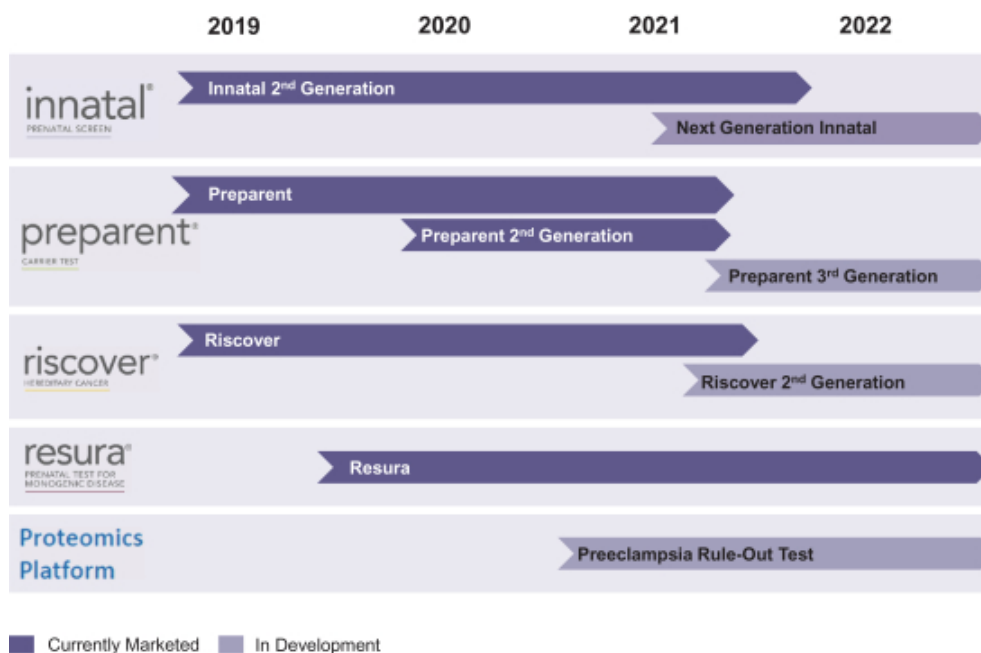 2019 2020 2021 2022
innatal®
PRENATAL SCREEN
Innatal 2nd Generation
Next Generation Innatal
preparent®
CARRIER TEST
Preparent
Preparent 2nd Generation
Preparent 3rd Generation
riscover®
HEREDITARY CANCER
Riscover
Riscover 2nd Generation
resura®
PRENATAL TEST FOR
MONOGENIC DISEASE
Resura
Proteomics
Platform
Preeclampsia Rule-Out Test
Currently Marketed In Development